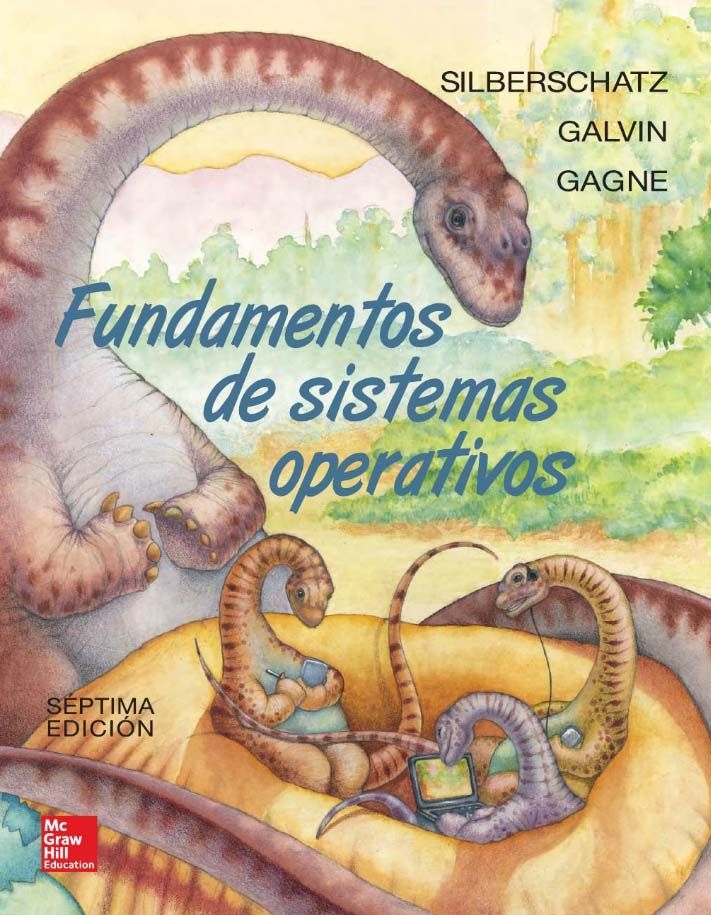 SILBERSCHATZ
GALVIN
GAGNE
Fundamentos
de sistemas
operativos
SÉPTIMA
EDICIÓN
Mc
Graw
Hill
Education